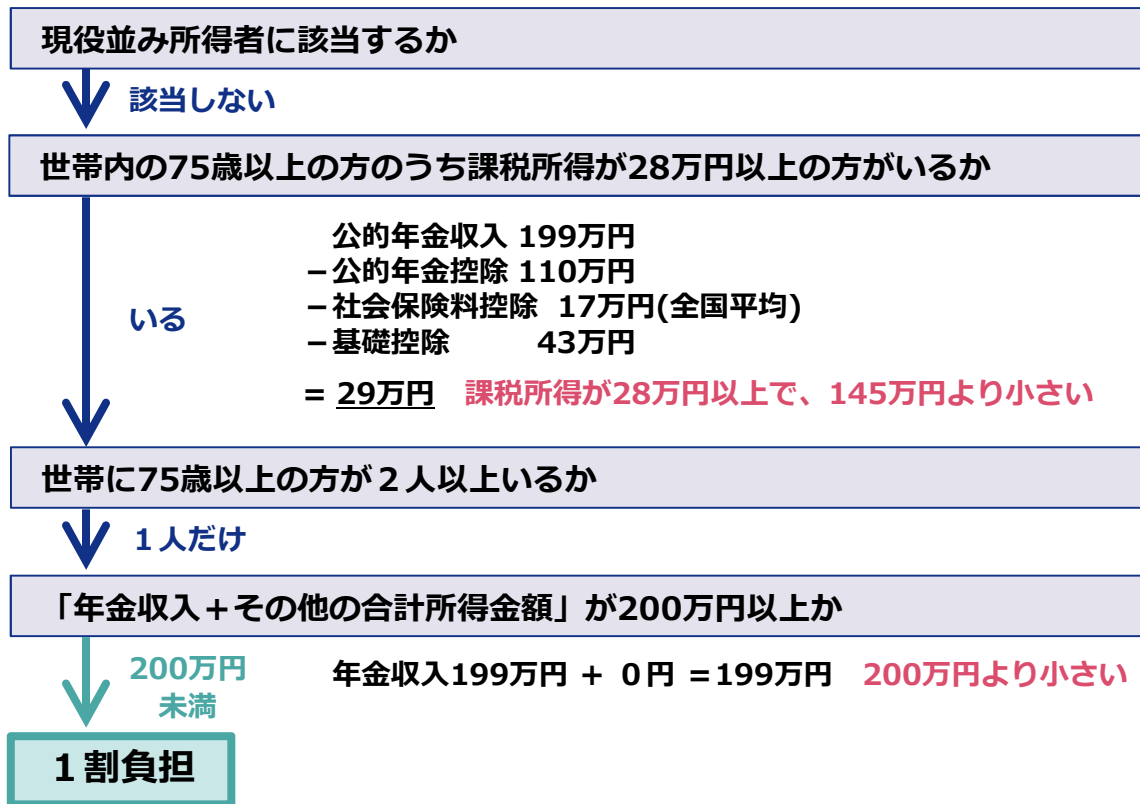 現役並み所得者に該当するか
該当しない
世帯内の75歳以上の方のうち課税所得が28万円以上の方がいるか
公的年金収入 199万円
－公的年金控除 110万円
－社会保険料控除 17万円(全国平均)
－基礎控除 43万円
いる
= 29万円 課税所得が28万円以上で、145万円より小さい
世帯に75歳以上の方が２人以上いるか
１人だけ
「年金収入＋その他の合計所得金額」が200万円以上か
200万円
未満
年金収入199万円 + ０円 =199万円 200万円より小さい
１割負担